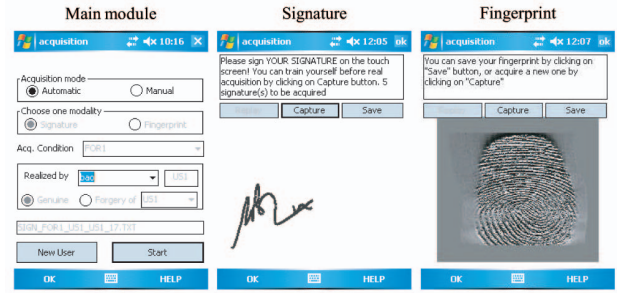 Main module
acquisition 10:16
Acquisition mode
Automatic Manual
Choose one modality
Signature Fingerprint
Acq. Condition POR1
Realized by bao US1
Genuine Forgery of US1
SIGN_POR1_US1_US1_17.TXT
New User Start
OK HELP
Signature
acquisition 12:05 ok
Please sign YOUR SIGNATURE on the touch
screen! You can train yourself before real
acquisition by clicking on Capture button. 5
signature(s) to be acquired
Capture Save
OK HELP
Fingerprint
acquisition 12:07 ok
You can save your fingerprint by clicking on
"Save" button, or acquire a new one by
clicking on "Capture"
Capture Save
OK HELP